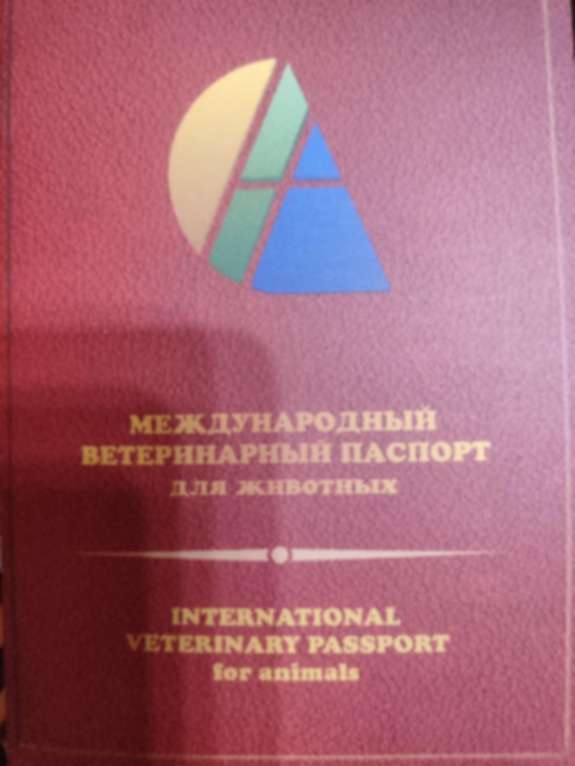 МЕЖДУНАРОДНЫЙ
ВЕТЕРИНАРНЫЙ ПАСПОРТ
для животных
INTERNATIONAL
VETERINARY PASSPORT
for animals